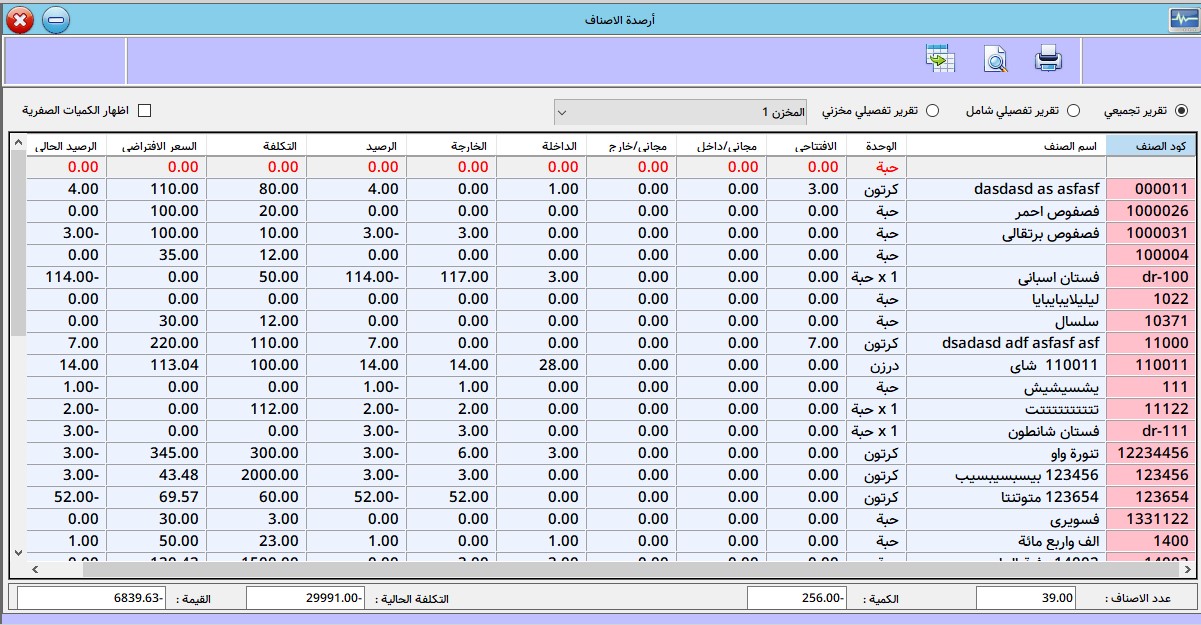 أرصدة الاصناف
تقرير تجميعي تقرير تفصيلي شامل تقرير تفصيلي مخزني المخزن 1 اظهار الكميات الصفرية
كود الصنف اسم الصنف الوحدة الافتتاحي مجاني/داخل مجاني/خارج الداخلة الخارجة الرصيد التكلفة السعر الافتراضي الرصيد الحالي
حبة 0.00 0.00 0.00 0.00 0.00 0.00 0.00 0.00 0.00
000011 dasdasd as asfasf كرتون 3.00 0.00 0.00 1.00 0.00 4.00 80.00 110.00 4.00
1000026 فصفوص احمر حبة 0.00 0.00 0.00 0.00 0.00 0.00 20.00 100.00 0.00
1000031 فصفوص برتقالي حبة 0.00 0.00 0.00 0.00 3.00 3.00- 10.00 100.00 3.00-
100004 حبة 0.00 0.00 0.00 0.00 0.00 0.00 12.00 35.00 0.00
dr-100 فستان اسباني 1 x حبة 0.00 0.00 0.00 3.00 117.00 114.00- 50.00 0.00 114.00-
1022 ليليلايبايبايا حبة 0.00 0.00 0.00 0.00 0.00 0.00 0.00 0.00 0.00
10371 سلسال حبة 0.00 0.00 0.00 0.00 0.00 0.00 12.00 30.00 0.00
11000 dsadasd adf asfasf asf كرتون 7.00 0.00 0.00 0.00 0.00 7.00 110.00 220.00 7.00
110011 110011 شاى درزن 0.00 0.00 0.00 28.00 14.00 14.00 100.00 113.04 14.00
111 يشسيشيش حبة 0.00 0.00 0.00 0.00 1.00 1.00- 0.00 0.00 1.00-
11122 تتتتتتتتتت 1 x حبة 0.00 0.00 0.00 0.00 2.00 2.00- 112.00 0.00 2.00-
dr-111 فستان شانطون 1 x حبة 0.00 0.00 0.00 0.00 3.00 3.00- 0.00 0.00 3.00-
12234456 تنورة واو كرتون 0.00 0.00 0.00 3.00 6.00 3.00- 300.00 345.00 3.00-
123456 123456 بيسبسيبسيب كرتون 0.00 0.00 0.00 0.00 3.00 3.00- 2000.00 43.48 3.00-
123654 123654 متوتنتا كرتون 0.00 0.00 0.00 0.00 52.00 52.00- 60.00 69.57 52.00-
1331122 فسويرى حبة 0.00 0.00 0.00 0.00 0.00 0.00 3.00 30.00 0.00
1400 الف واربع مائة حبة 0.00 0.00 0.00 1.00 0.00 1.00 23.00 50.00 1.00
عدد الاصناف : 39.00 الكمية : 256.00- التكلفة الحالية : 29991.00- القيمة : 6839.63-